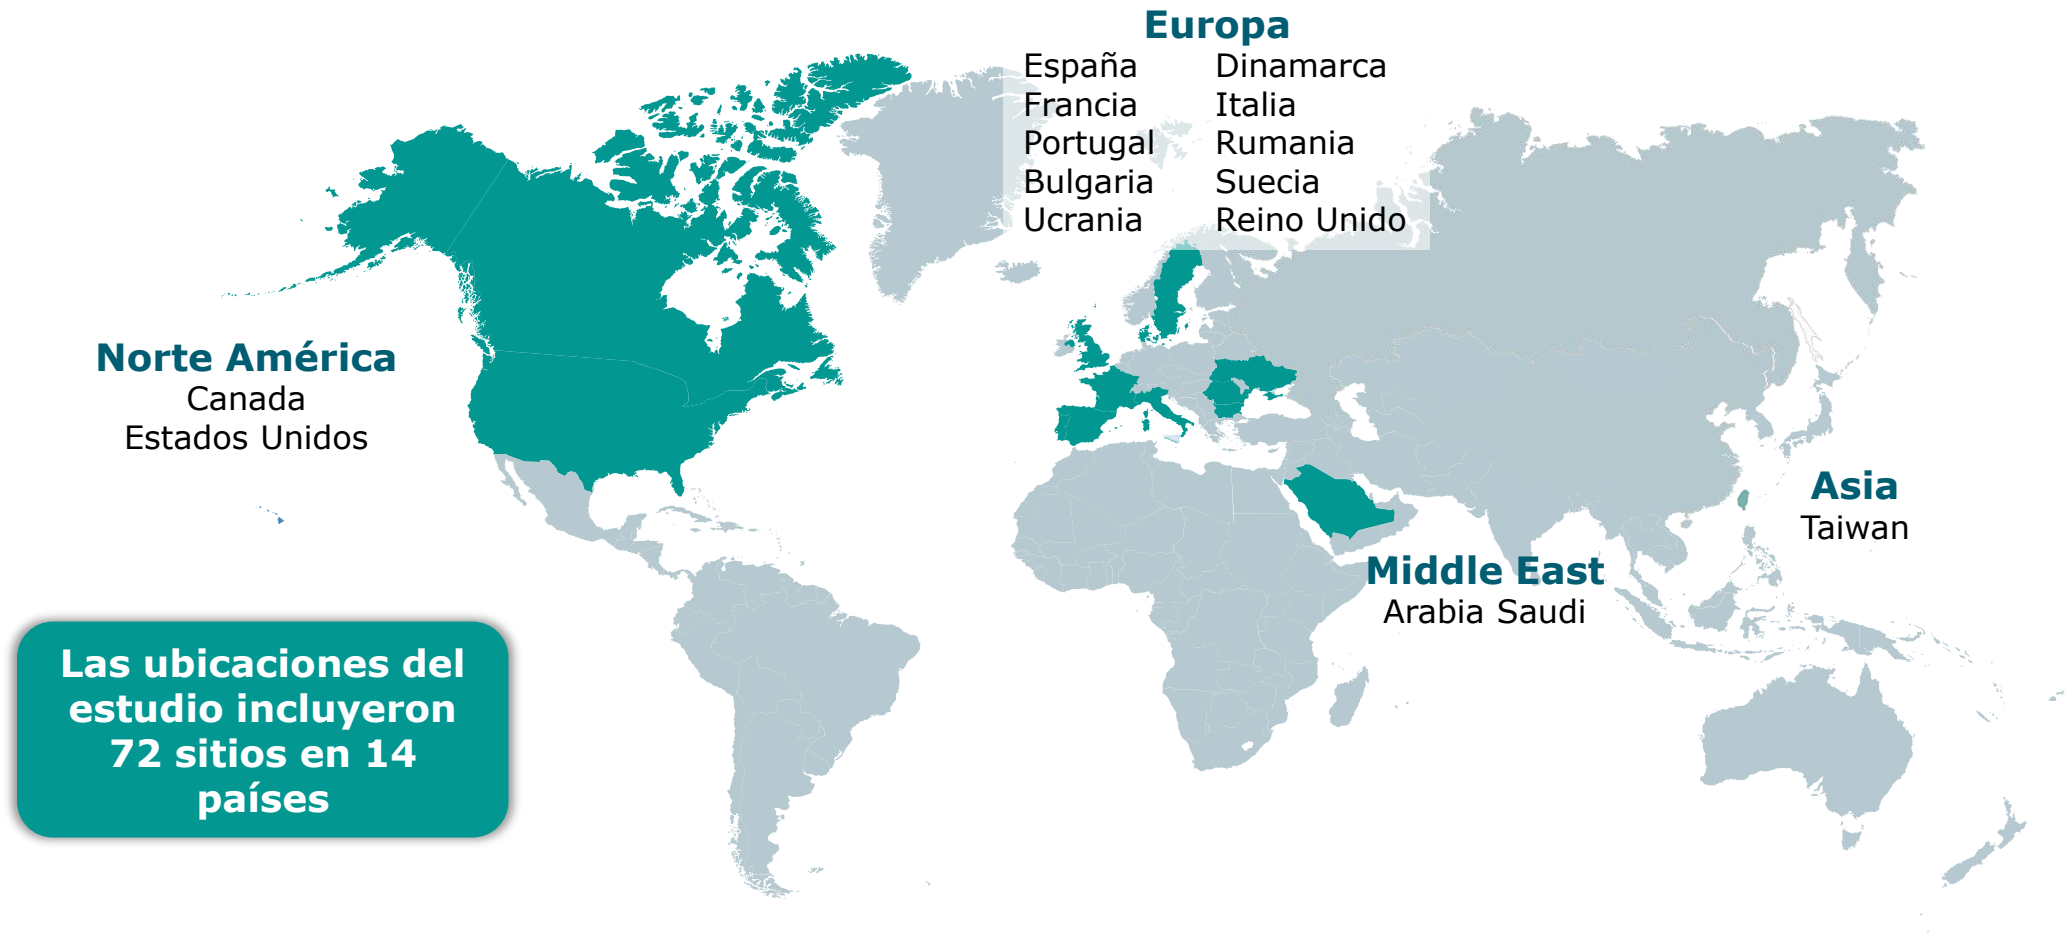 Europa
España
Francia
Portugal
Bulgaria
Ucrania
Dinamarca
Italia
Rumania
Suecia
Reino Unido
Norte América
Canada
Estados Unidos
Asia
Taiwan
Middle East
Arabia Saudi
Las ubicaciones del
estudio incluyeron
72 sitios en 14
países